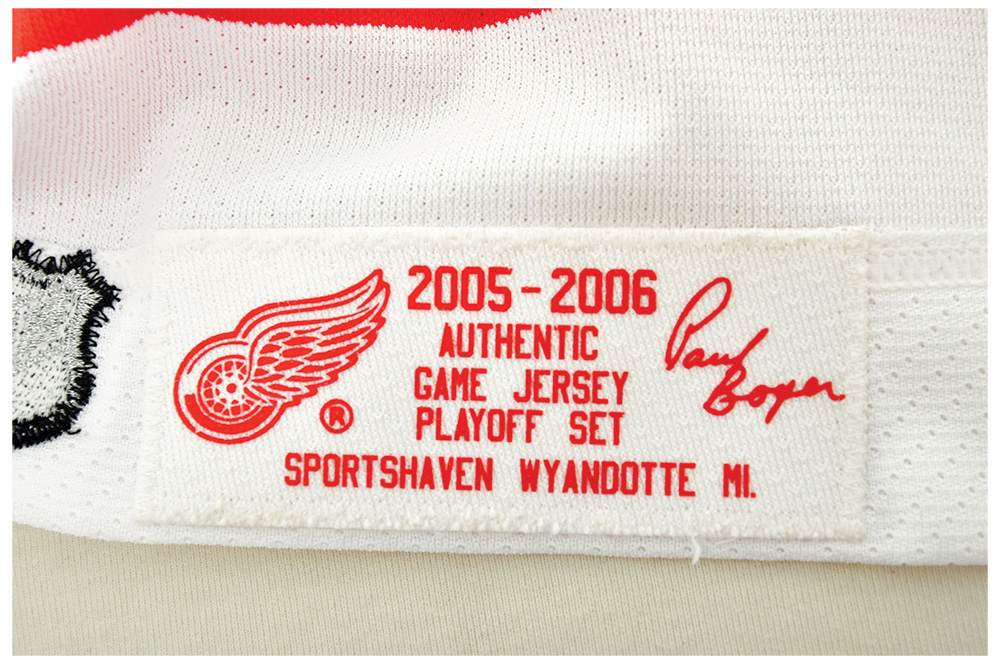 2005-2006
AUTHENTIC
GAME JERSEY
PLAYOFF SET
SPORTSHAVEN WYANDOTTE MI.
Paul
Boyer
®